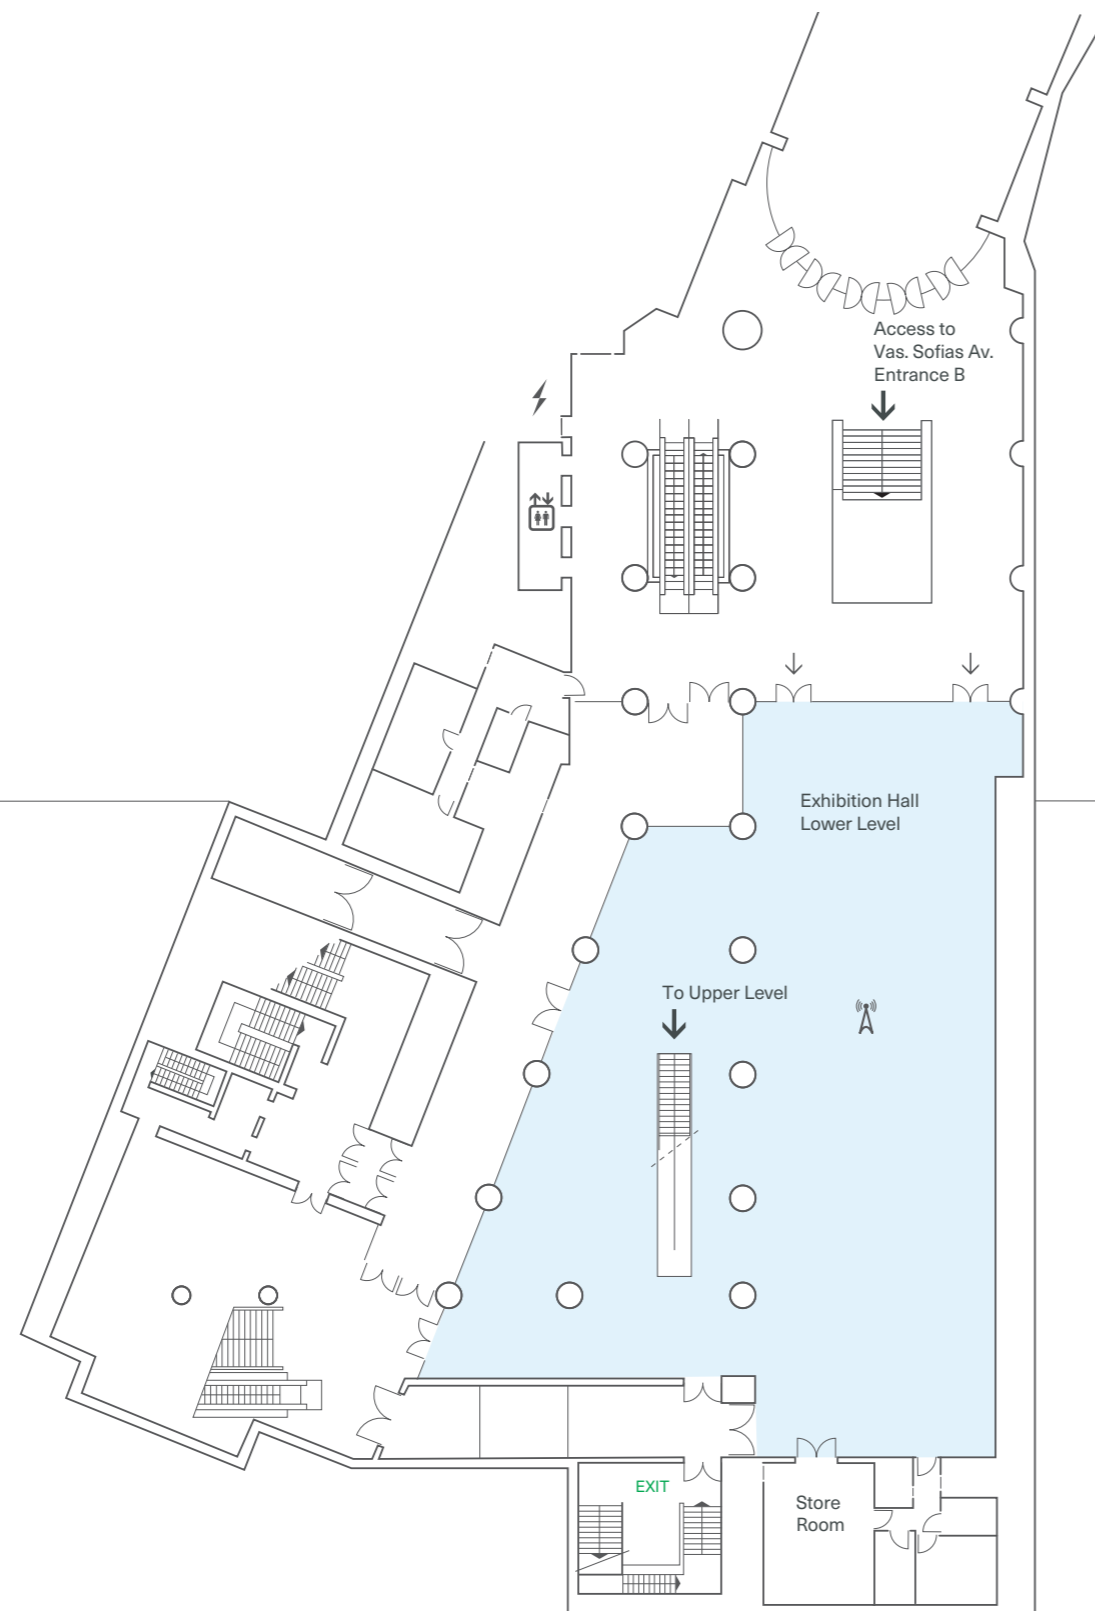 Access to
Vas. Sofias Av.
Entrance B
Exhibition Hall
Lower Level
To Upper Level
EXIT
Store
Room